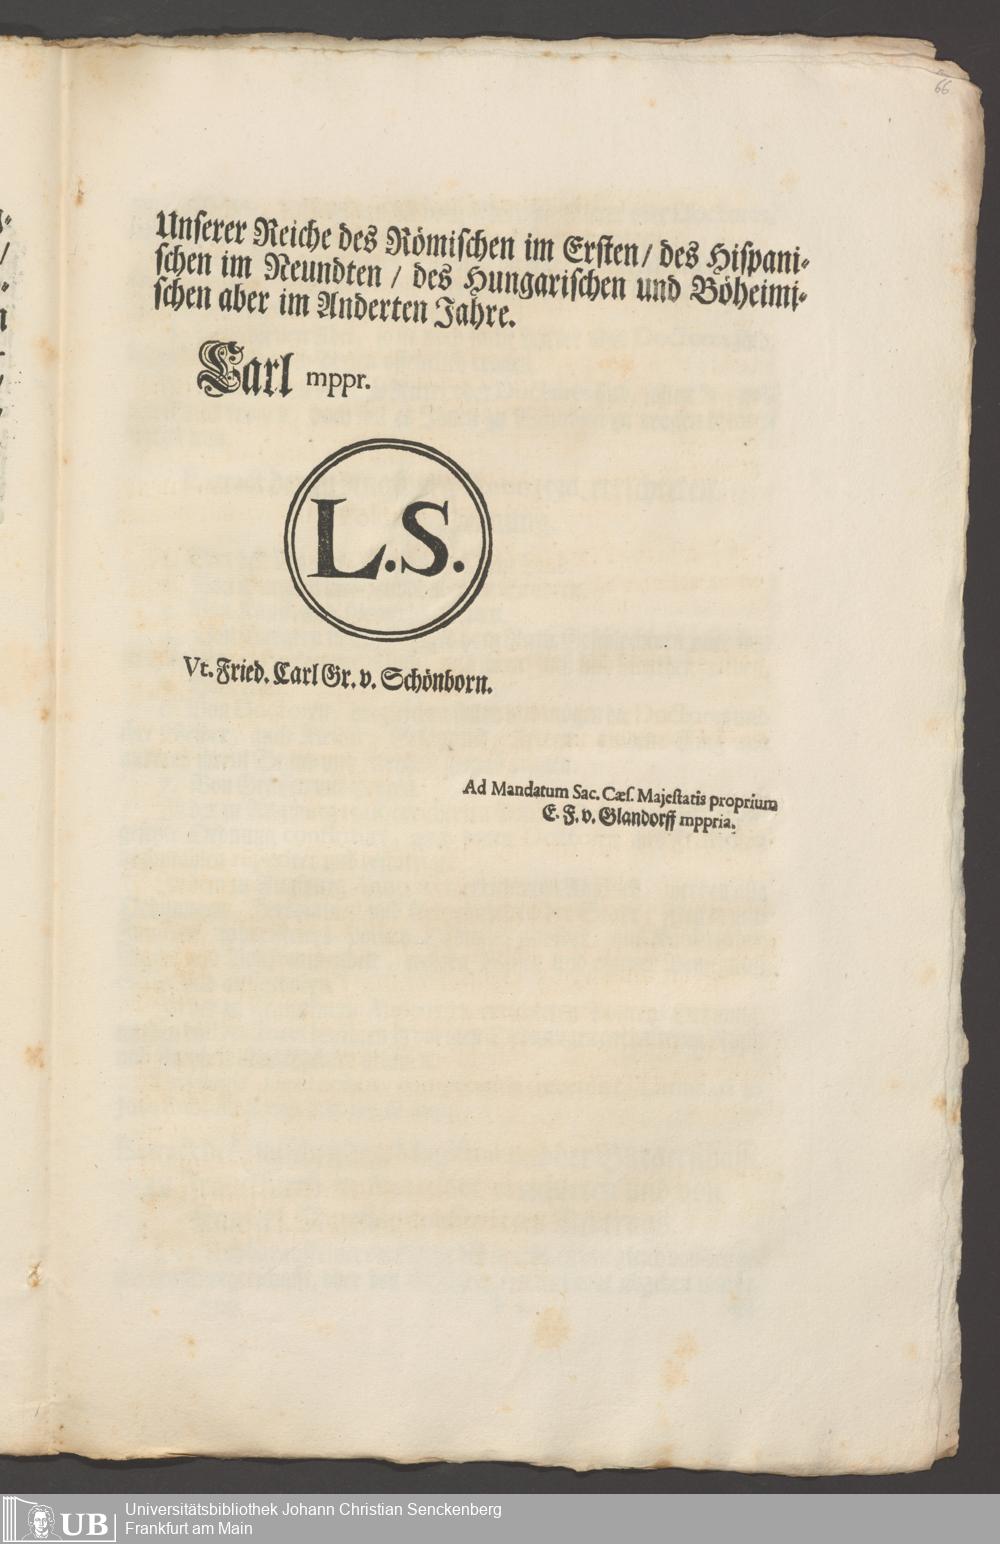 66
Unserer Reiche des Römischen im Ersten / des Hispani-
schen im Neundten / des Hungarischen und Böheimi-
schen aber im Anderten Jahre.
Carl mppr.
L.S.
Vt. Fried. Carl Gr. v. Schönborn.
Ad Mandatum Sac. Cæs. Majestatis proprium
E. F. v. Glandorff mppria.
UB
Universitätsbibliothek Johann Christian Senckenberg
Frankfurt am Main